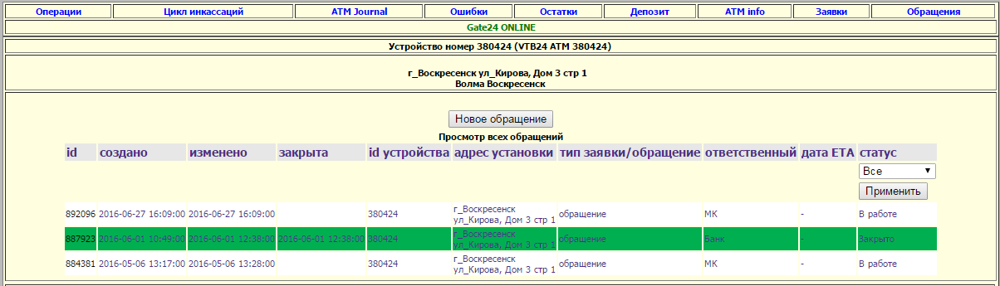 Операции Цикл инкассаций ATM Journal Ошибки Остатки Депозит ATM info Заявки Обращения
Gate24 ONLINE
Устройство номер 380424 (VTB24 ATM 380424)
г_Воскресенск ул_Кирова, Дом 3 стр 1
Волма Воскресенск
Новое обращение
Просмотр всех обращений
id создано изменено закрыта id устройства адрес установки тип заявки/обращение ответственный дата ETA статус
Все
Применить
892096 2016-06-27 16:09:00 2016-06-27 16:09:00 380424 г_Воскресенск обращение МК - В работе
ул_Кирова, Дом 3 стр 1
887923 2016-06-01 10:49:00 2016-06-01 12:38:00 2016-06-01 12:38:00 380424 г_Воскресенск обращение Банк - Закрыто
ул_Кирова, Дом 3 стр 1
884381 2016-05-06 13:17:00 2016-05-06 13:28:00 380424 г_Воскресенск обращение МК - В работе
ул_Кирова, Дом 3 стр 1